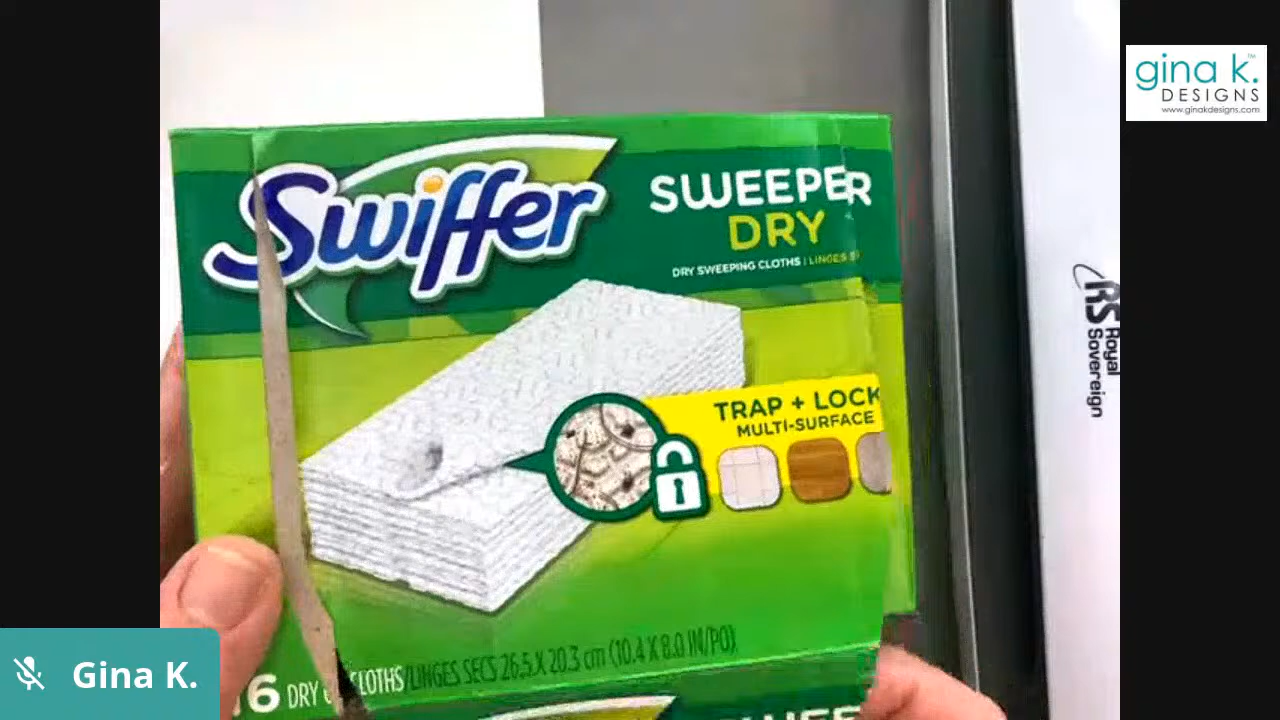 gina k.
DESIGNS
www.ginakdesigns.com
Swiffer
SWEEPER
DRY
DRY SWEEPING CLOTHS | LINGES
TRAP + LOCK
MULTI-SURFACE
RS Royal Sovereign
6 DRY CLOTHS/LINGES SECS 26.5 X 20.3 cm (10.4 X 8.0 IN/PO)
Gina K.